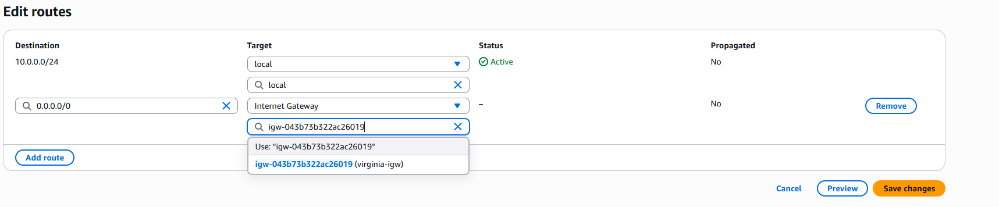 Edit routes
Destination Target Status Propagated
10.0.0.0/24 local Active No
local
0.0.0.0/0 Internet Gateway – No Remove
igw-043b73b322ac26019
Use: "igw-043b73b322ac26019"
igw-043b73b322ac26019 (virginia-igw)
Add route
Cancel Preview Save changes